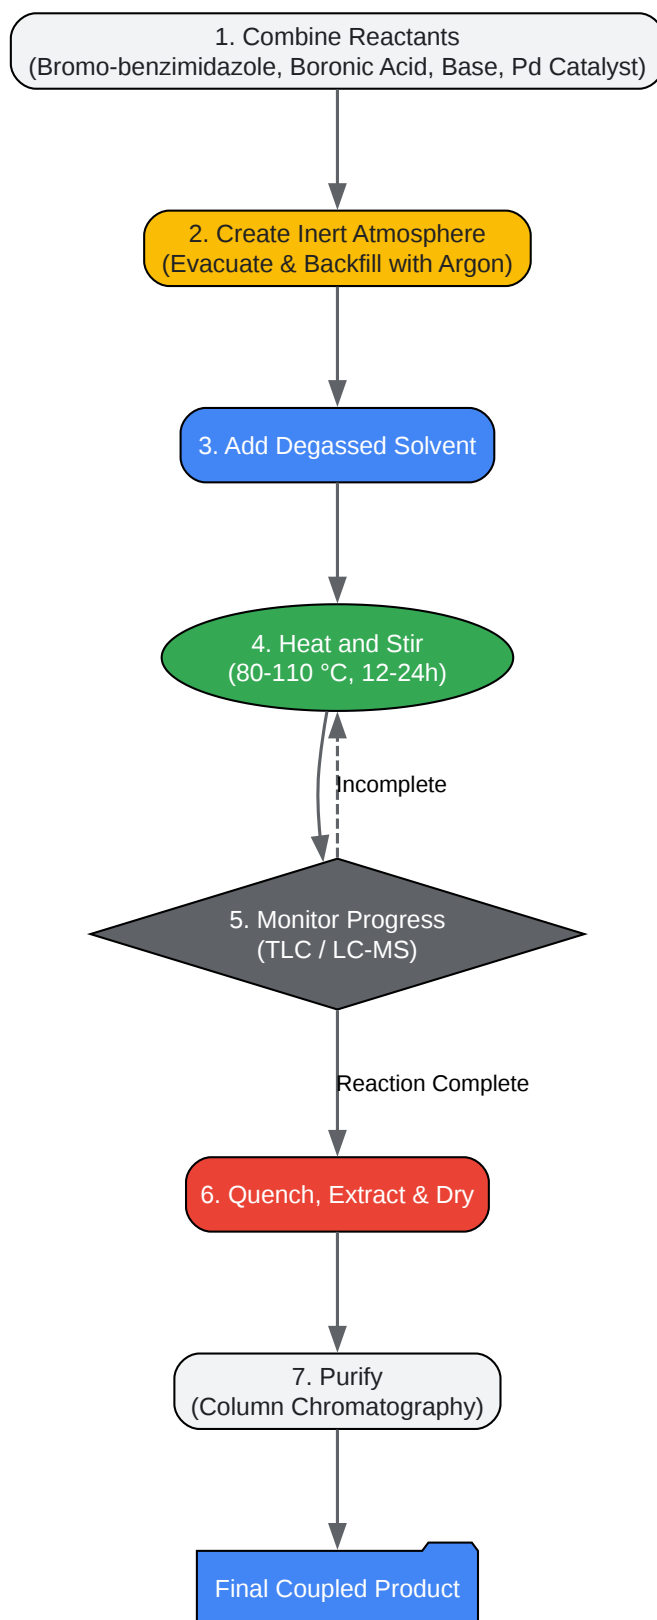 1. Combine Reactants
(Bromo-benzimidazole, Boronic Acid, Base, Pd Catalyst)
2. Create Inert Atmosphere
(Evacuate & Backfill with Argon)
3. Add Degassed Solvent
4. Heat and Stir
(80-110 °C, 12-24h)
Incomplete
5. Monitor Progress
(TLC / LC-MS)
Reaction Complete
6. Quench, Extract & Dry
7. Purify
(Column Chromatography)
Final Coupled Product